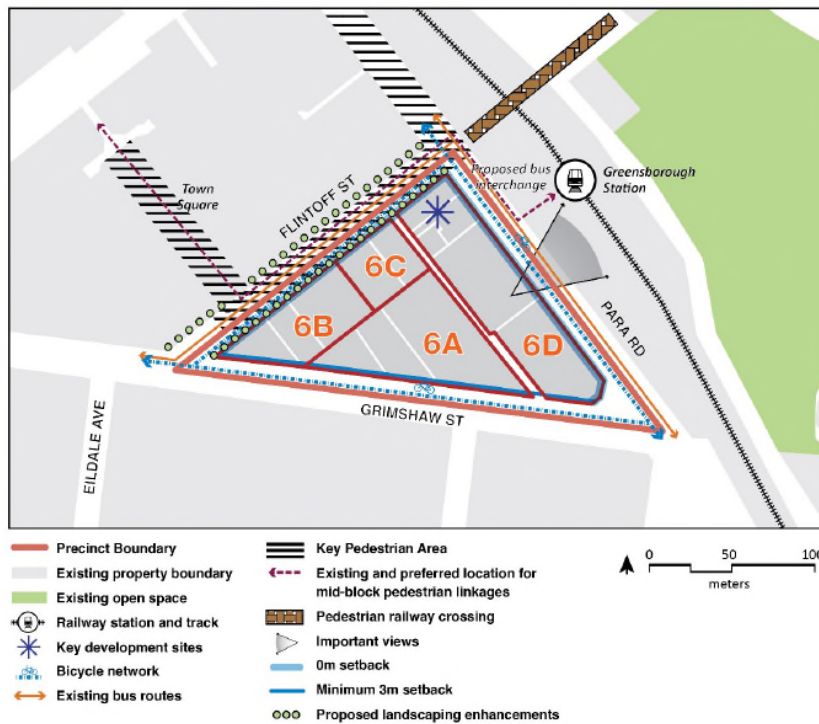 Town
Square
FLINTOFF ST
Proposed bus
interchange
Greensborough
Station
6C
6B
6A
6D
PARA RD
GRIMSHAW ST
EILDALE AVE
Precinct Boundary
Existing property boundary
Existing open space
Railway station and track
Key development sites
Bicycle network
Existing bus routes
Key Pedestrian Area
Existing and preferred location for
mid-block pedestrian linkages
Pedestrian railway crossing
Important views
0m setback
Minimum 3m setback
Proposed landscaping enhancements
0 50 100
meters